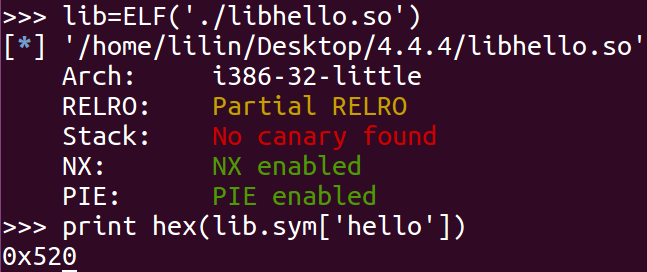 >>> lib=ELF('./libhello.so')
[*] '/home/lilin/Desktop/4.4.4/libhello.so'
    Arch:     i386-32-little
    RELRO:    Partial RELRO
    Stack:    No canary found
    NX:       NX enabled
    PIE:      PIE enabled
>>> print hex(lib.sym['hello'])
0x520